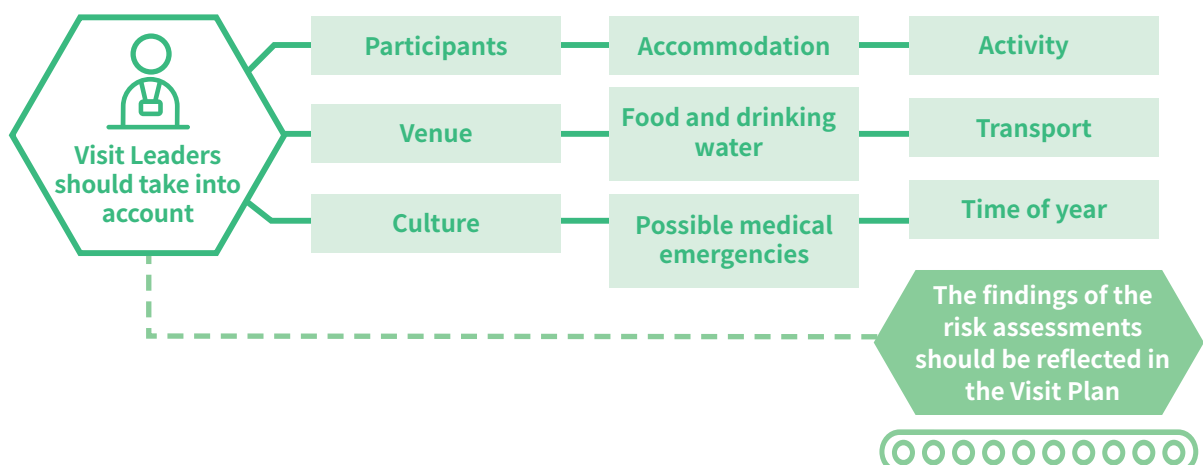 Visit Leaders
should take into
account
Participants
Accommodation
Activity
Venue
Food and drinking
water
Transport
Culture
Possible medical
emergencies
Time of year
The findings of the
risk assessments
should be reflected in
the Visit Plan